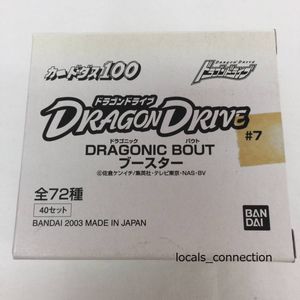 カードダス100
DRAGON DRIVE
ドラゴンドライブ
ドラゴンドライブ
DRAGON DRIVE
#7
ドラゴニック バウト
DRAGONIC BOUT
ブースター
©佐倉ケンイチ/集英社・テレビ東京・NAS・BV
全72種
40セット
BANDAI 2003 MADE IN JAPAN
BAN
DAI
locals_connection